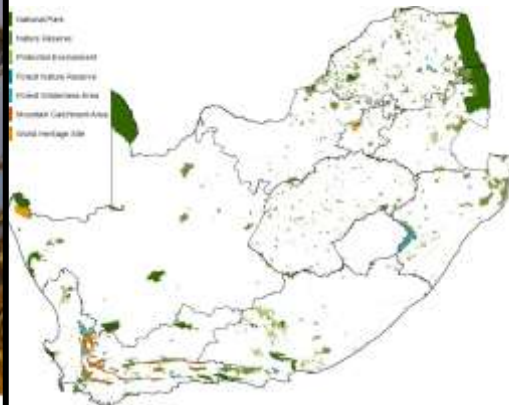 National Park
Nature Reserve
Protected Environment
Forest Nature Reserve
Forest Wilderness Area
Mountain Catchment Area
World Heritage Site